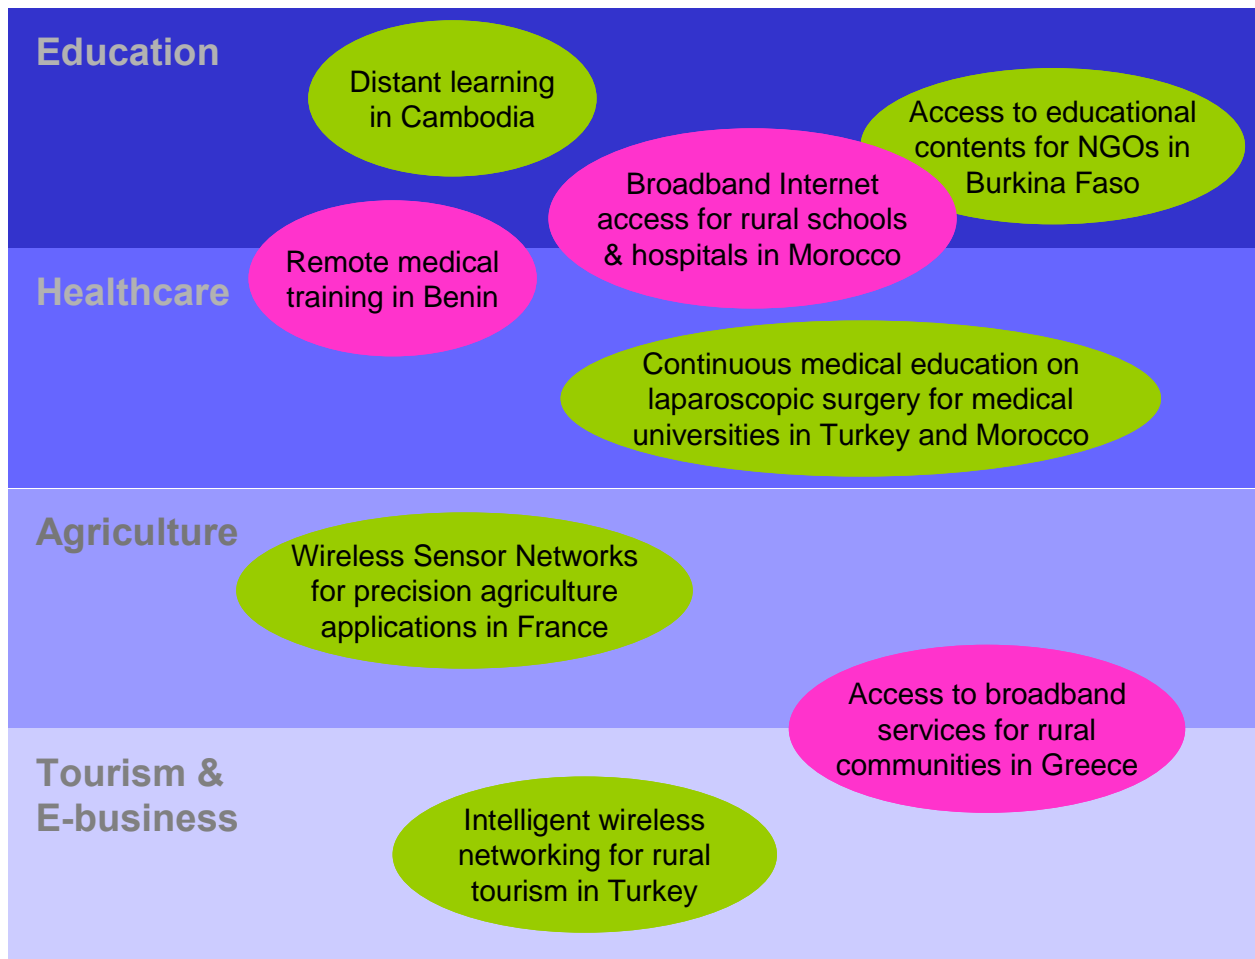 Education
Distant learning
in Cambodia
Access to educational
contents for NGOs in
Burkina Faso
Broadband Internet
access for rural schools
& hospitals in Morocco
Remote medical
training in Benin
Healthcare
Continuous medical education on
laparoscopic surgery for medical
universities in Turkey and Morocco
Agriculture
Wireless Sensor Networks
for precision agriculture
applications in France
Access to broadband
services for rural
communities in Greece
Tourism &
E-business
Intelligent wireless
networking for rural
tourism in Turkey